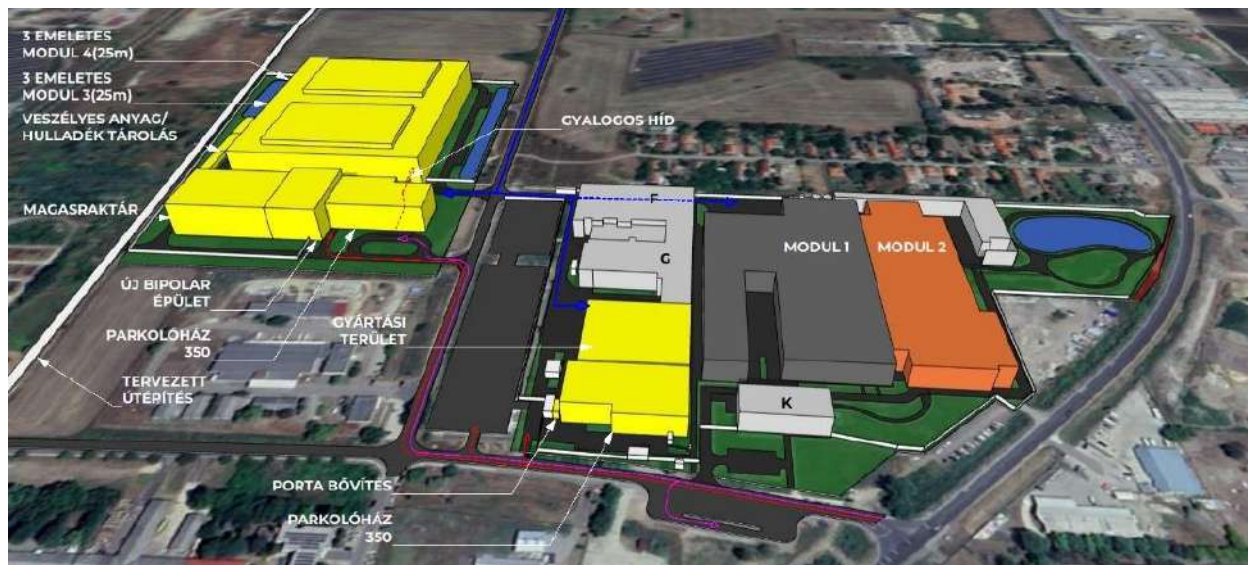 3 EMELETES
MODUL 4(25m)
3 EMELETES
MODUL 3(25m)
VESZÉLYES ANYAG/
HULLADÉK TÁROLÁS
MAGASRAKTÁR
ÚJ BIPOLAR
ÉPÜLET
PARKOLÓHÁZ
350
TERVEZETT
ÚTÉPÍTÉS
GYALOGOS HÍD
GYÁRTÁSI
TERÜLET
F
G
MODUL 1
MODUL 2
K
PORTA BŐVÍTÉS
PARKOLÓHÁZ
350